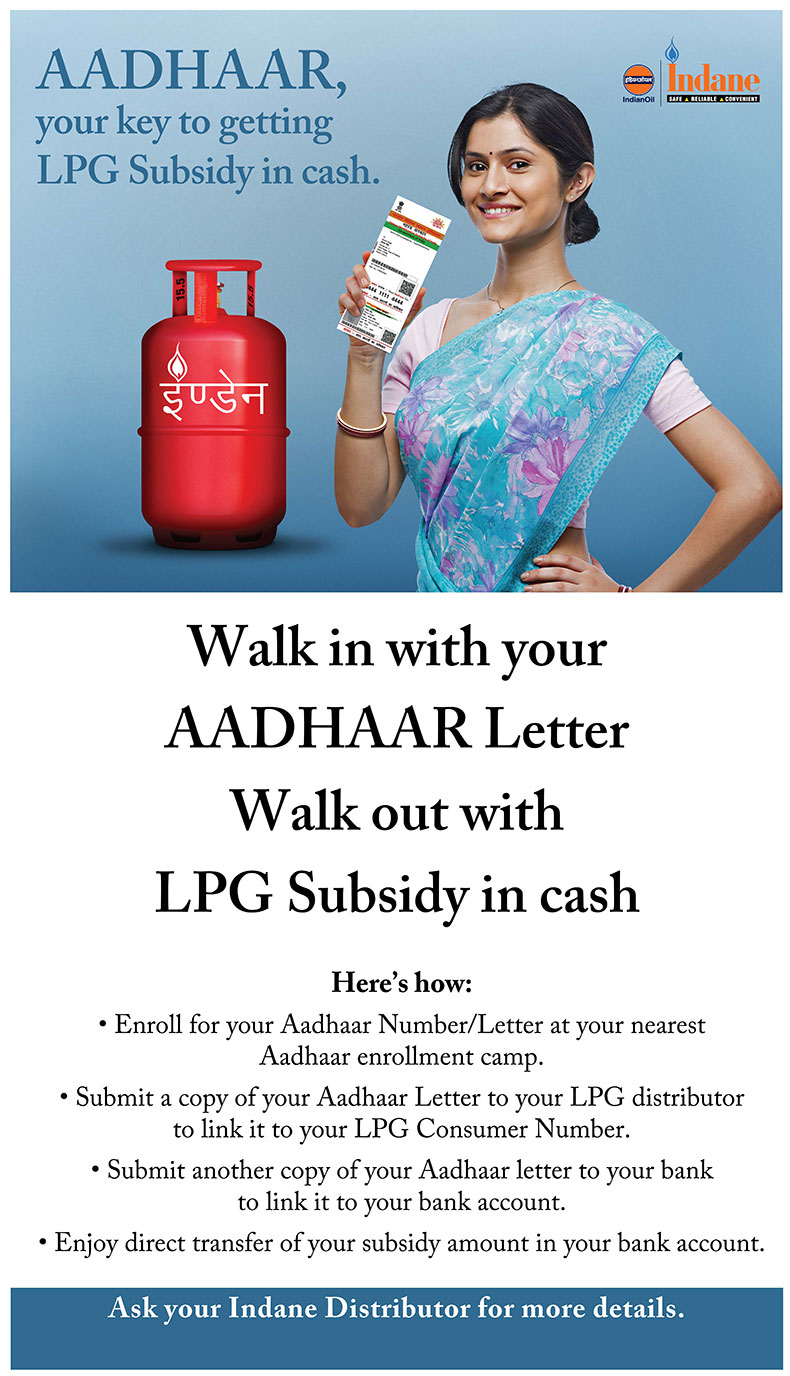 AADHAAR,
your key to getting
LPG Subsidy in cash.
इंडियनऑयल
IndianOil
Indane
SAFE ▲ RELIABLE ▲ CONVENIENT
15.5
इण्डेन
4444 1111 4444
Walk in with your
AADHAAR Letter
Walk out with
LPG Subsidy in cash
Here’s how:
• Enroll for your Aadhaar Number/Letter at your nearest
Aadhaar enrollment camp.
• Submit a copy of your Aadhaar Letter to your LPG distributor
to link it to your LPG Consumer Number.
• Submit another copy of your Aadhaar letter to your bank
to link it to your bank account.
• Enjoy direct transfer of your subsidy amount in your bank account.
Ask your Indane Distributor for more details.